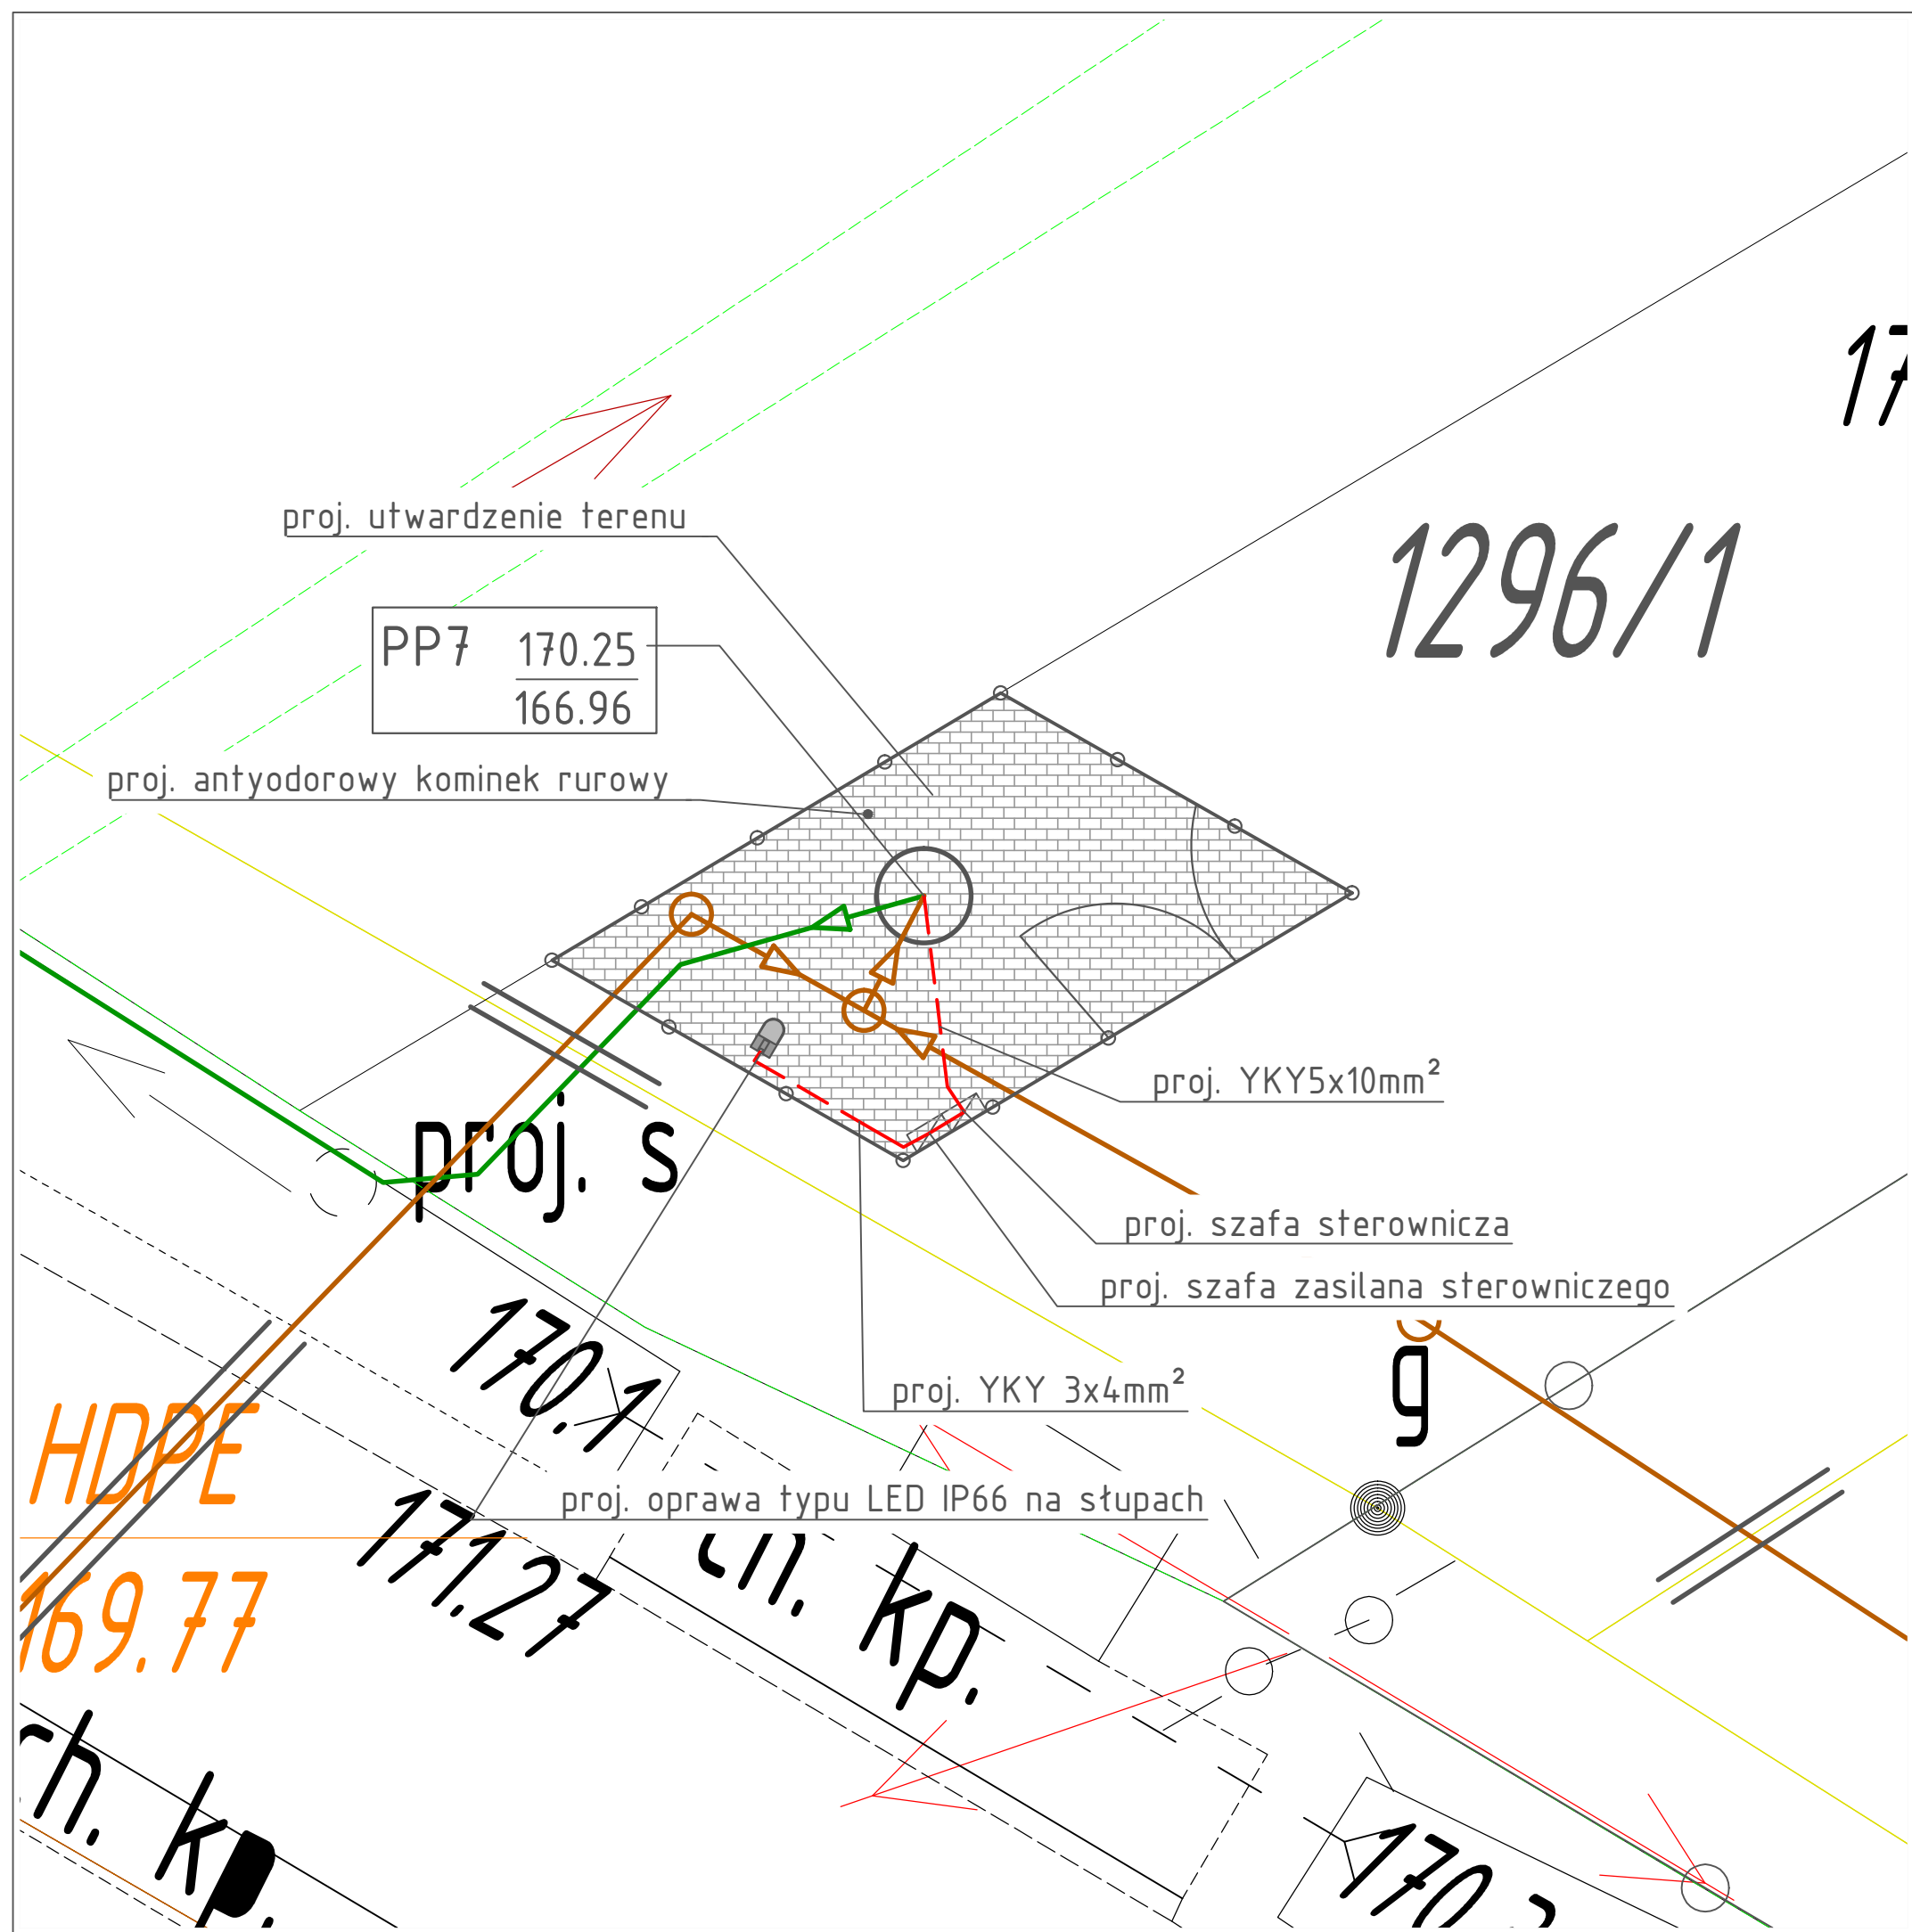 proj. utwardzenie terenu
1296/1
PP7 170.25
166.96
proj. antyodorowy kominek rurowy
proj. YKY5x10mm²
proj. s
proj. szafa sterownicza
proj. szafa zasilana sterowniczego
170.1
g
proj. YKY 3x4mm²
HDPE
proj. oprawa typu LED IP66 na słupach
171.27
ch. kp.
169.77
ch. kp.